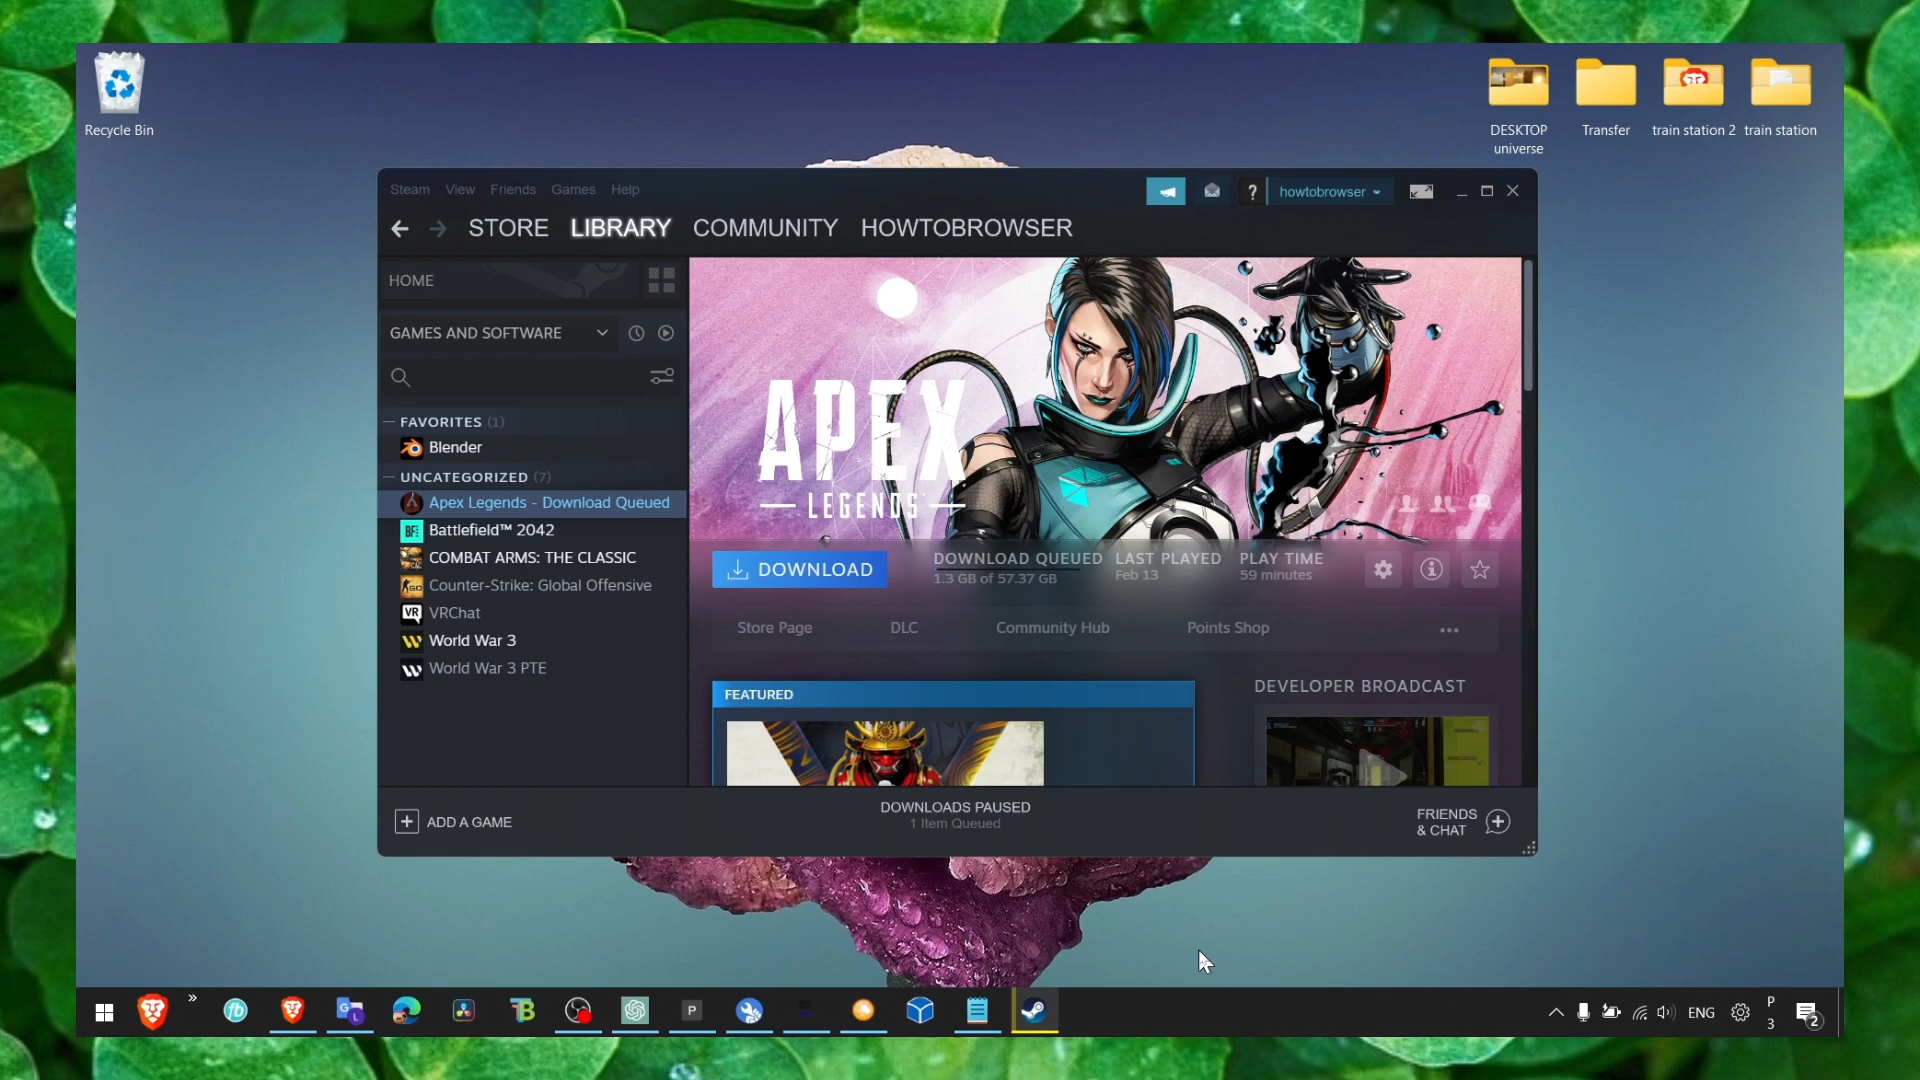 Recycle Bin
DESKTOP universe
Transfer
train station 2
train station
Steam View Friends Games Help
?
howtobrowser
STORE LIBRARY COMMUNITY HOWTOBROWSER
HOME
GAMES AND SOFTWARE
FAVORITES (1)
Blender
UNCATEGORIZED (7)
Apex Legends - Download Queued
Battlefield™ 2042
COMBAT ARMS: THE CLASSIC
Counter-Strike: Global Offensive
VRChat
World War 3
World War 3 PTE
APEX
LEGENDS
DOWNLOAD
DOWNLOAD QUEUED
1.3 GB of 57.37 GB
LAST PLAYED
Feb 13
PLAY TIME
59 minutes
Store Page DLC Community Hub Points Shop
FEATURED
DEVELOPER BROADCAST
ADD A GAME
DOWNLOADS PAUSED
1 Item Queued
FRIENDS
& CHAT
ENG
P
3
2